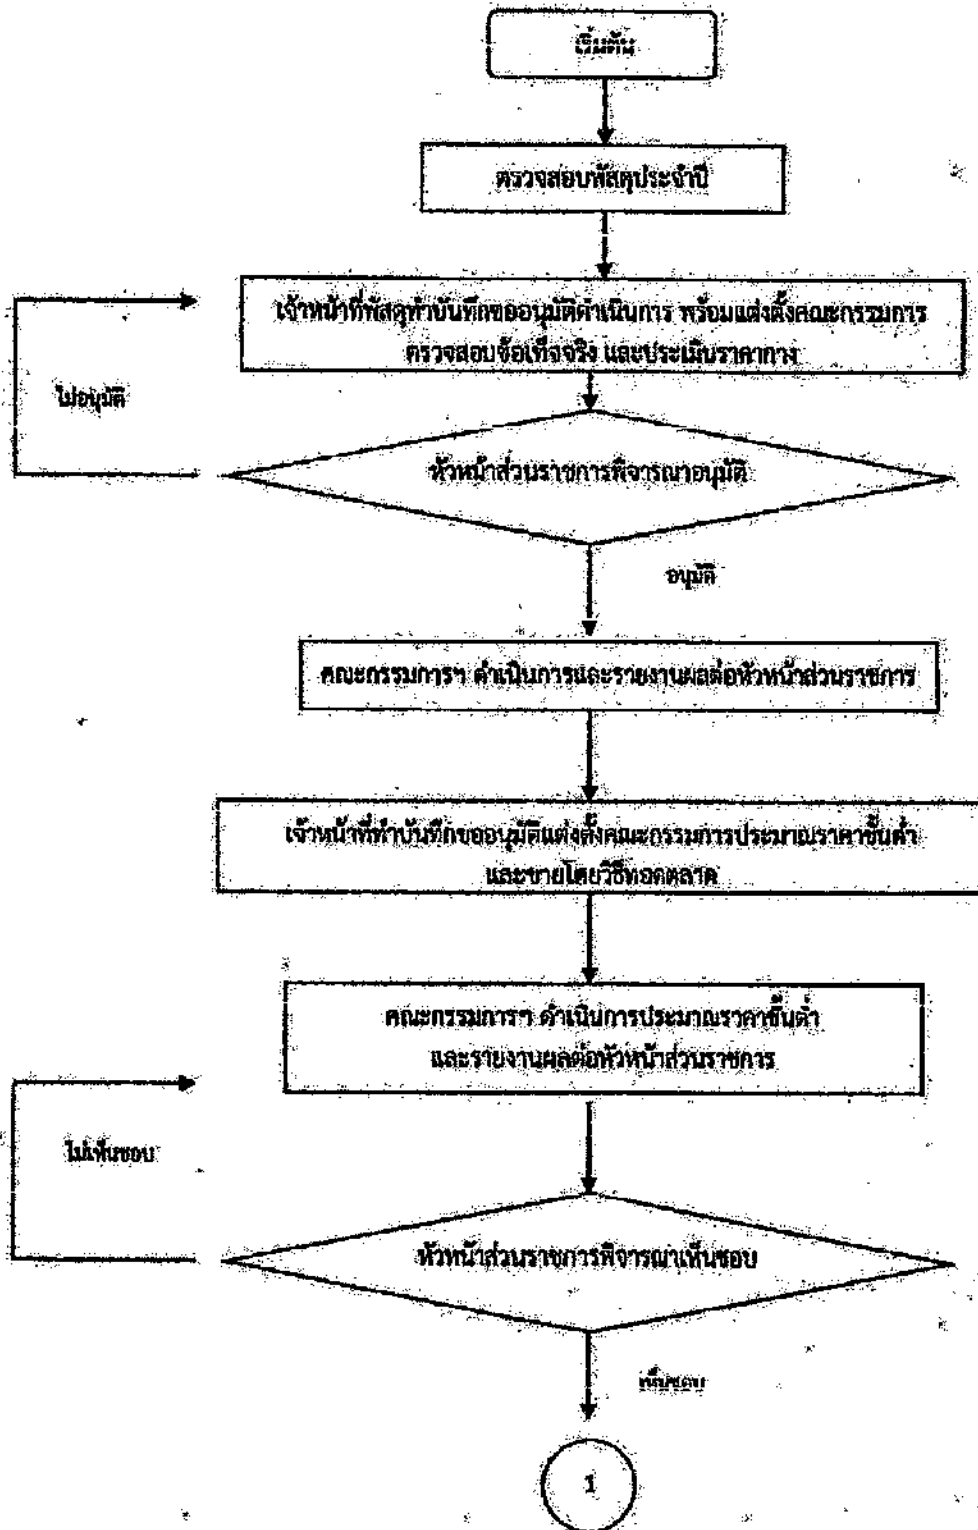 เริ่มต้น
ตรวจสอบพัสดุประจำปี
เจ้าหน้าที่พัสดุทำบันทึกขออนุมัติดำเนินการ พร้อมแต่งตั้งคณะกรรมการ
ตรวจสอบข้อเท็จจริง และประเมินราคากลาง
ไม่อนุมัติ
หัวหน้าส่วนราชการพิจารณาอนุมัติ
อนุมัติ
คณะกรรมการฯ ดำเนินการและรายงานผลต่อหัวหน้าส่วนราชการ
เจ้าหน้าที่ทำบันทึกขออนุมัติแต่งตั้งคณะกรรมการประมาณราคาขั้นต่ำ
และขายโดยวิธีทอดตลาด
คณะกรรมการฯ ดำเนินการประมาณราคาขั้นต่ำ
และรายงานผลต่อหัวหน้าส่วนราชการ
ไม่เห็นชอบ
หัวหน้าส่วนราชการพิจารณาเห็นชอบ
เห็นชอบ
1